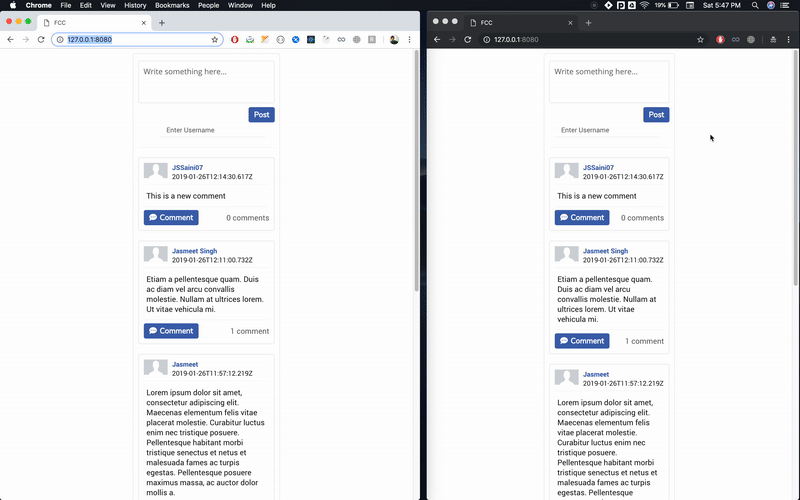 Chrome File Edit View History Bookmarks People Window Help
19% Sat 5:47 PM
FCC
127.0.0.1:8080
Write something here...
Post
Enter Username
JSSaini07
2019-01-26T12:14:30.617Z
This is a new comment
Comment 0 comments
Jasmeet Singh
2019-01-26T12:11:00.732Z
Etiam a pellentesque quam. Duis
ac diam vel arcu convallis
molestie. Nullam at ultrices lorem.
Ut vitae vehicula mi.
Comment 1 comment
Jasmeet
2019-01-26T11:57:12.219Z
Lorem ipsum dolor sit amet,
consectetur adipiscing elit.
Maecenas elementum felis vitae
placerat molestie. Curabitur luctus
enim nec tristique posuere.
Pellentesque habitant morbi
tristique senectus et netus et
malesuada fames ac turpis
egestas. Pellentesque posuere
maximus massa, ac auctor dolor
mollis a.
FCC
127.0.0.1:8080
Write something here...
Post
Enter Username
JSSaini07
2019-01-26T12:14:30.617Z
This is a new comment
Comment 0 comments
Jasmeet Singh
2019-01-26T12:11:00.732Z
Etiam a pellentesque quam.
Duis ac diam vel arcu
convallis molestie. Nullam at
ultrices lorem. Ut vitae
vehicula mi.
Comment 1 comment
Jasmeet
2019-01-26T11:57:12.219Z
Lorem ipsum dolor sit amet,
consectetur adipiscing elit.
Maecenas elementum felis
vitae placerat molestie.
Curabitur luctus enim nec
tristique posuere.
Pellentesque habitant morbi
tristique senectus et netus et
malesuada fames ac turpis
egestas. Pellentesque